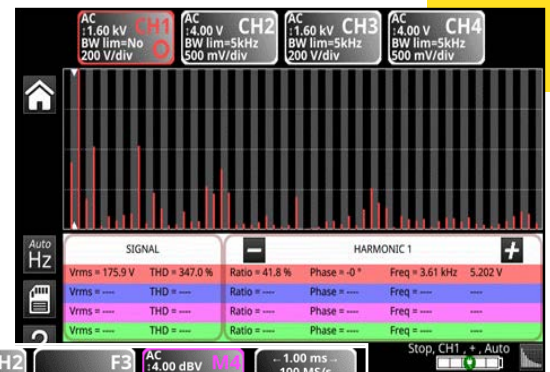 AC
:1.60 kV CH1
BW lim=No
200 V/div
AC
:4.00 V CH2
BW lim=5kHz
500 mV/div
AC
:1.60 kV CH3
BW lim=5kHz
200 V/div
AC
:4.00 V CH4
BW lim=5kHz
500 mV/div
Auto
Hz
SIGNAL
− HARMONIC 1 +
Vrms = 175.9 V THD = 347.0 % Ratio = 41.8 % Phase = -0 ° Freq = 3.61 kHz 5.202 V
Vrms = ---- THD = ---- Ratio = ---- Phase = ---- Freq = ----
Vrms = ---- THD = ---- Ratio = ---- Phase = ---- Freq = ----
Vrms = ---- THD = ---- Ratio = ---- Phase = ---- Freq = ----
?
Stop, CH1 , + , Auto
H2
F3
AC
:4.00 dBV M4
←1.00 ms→
100 MS/s